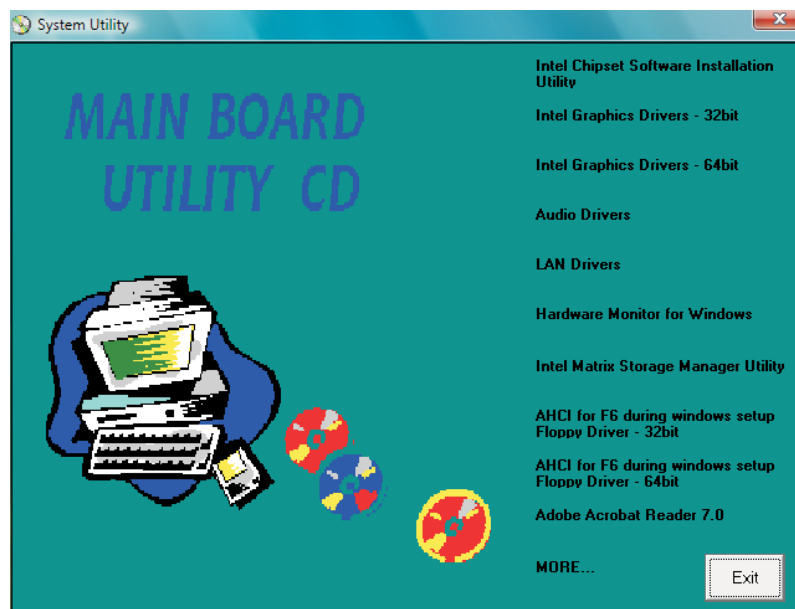 System Utility
MAIN BOARD
UTILITY CD
Intel Chipset Software Installation
Utility
Intel Graphics Drivers - 32bit
Intel Graphics Drivers - 64bit
Audio Drivers
LAN Drivers
Hardware Monitor for Windows
Intel Matrix Storage Manager Utility
AHCI for F6 during windows setup
Floppy Driver - 32bit
AHCI for F6 during windows setup
Floppy Driver - 64bit
Adobe Acrobat Reader 7.0
MORE...
Exit